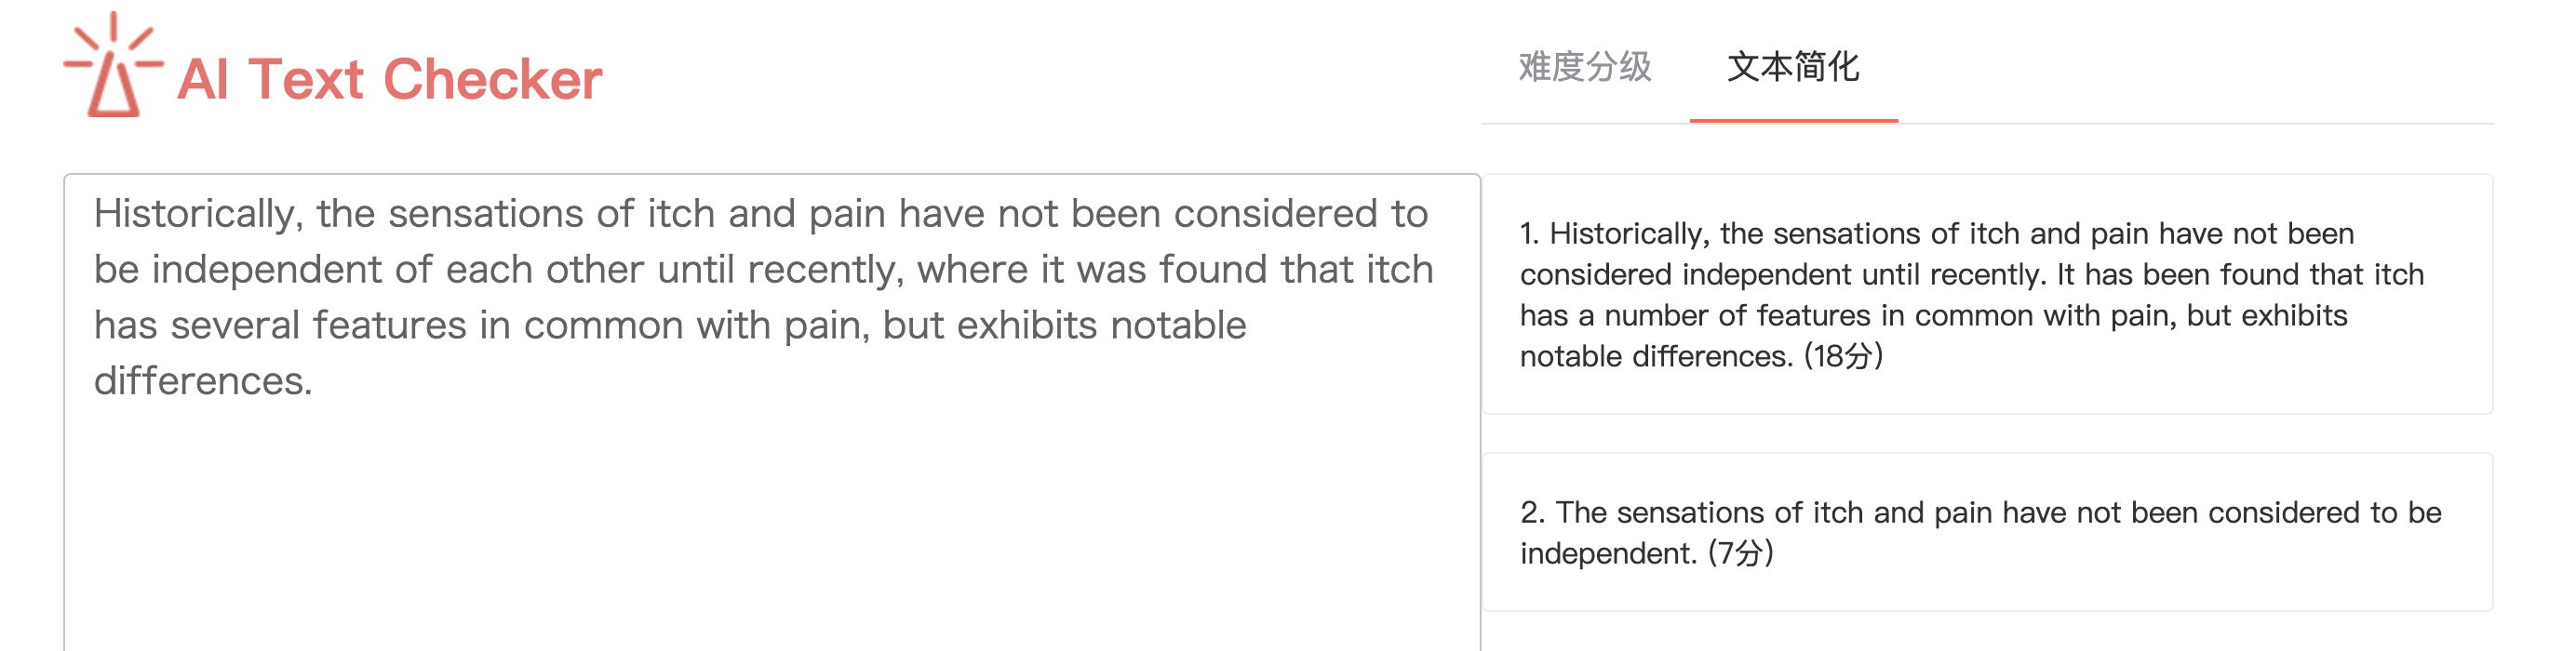 AI Text Checker
难度分级
文本简化
Historically, the sensations of itch and pain have not been considered to
be independent of each other until recently, where it was found that itch
has several features in common with pain, but exhibits notable
differences.
1. Historically, the sensations of itch and pain have not been
considered independent until recently. It has been found that itch
has a number of features in common with pain, but exhibits
notable differences. (18分)
2. The sensations of itch and pain have not been considered to be
independent. (7分)